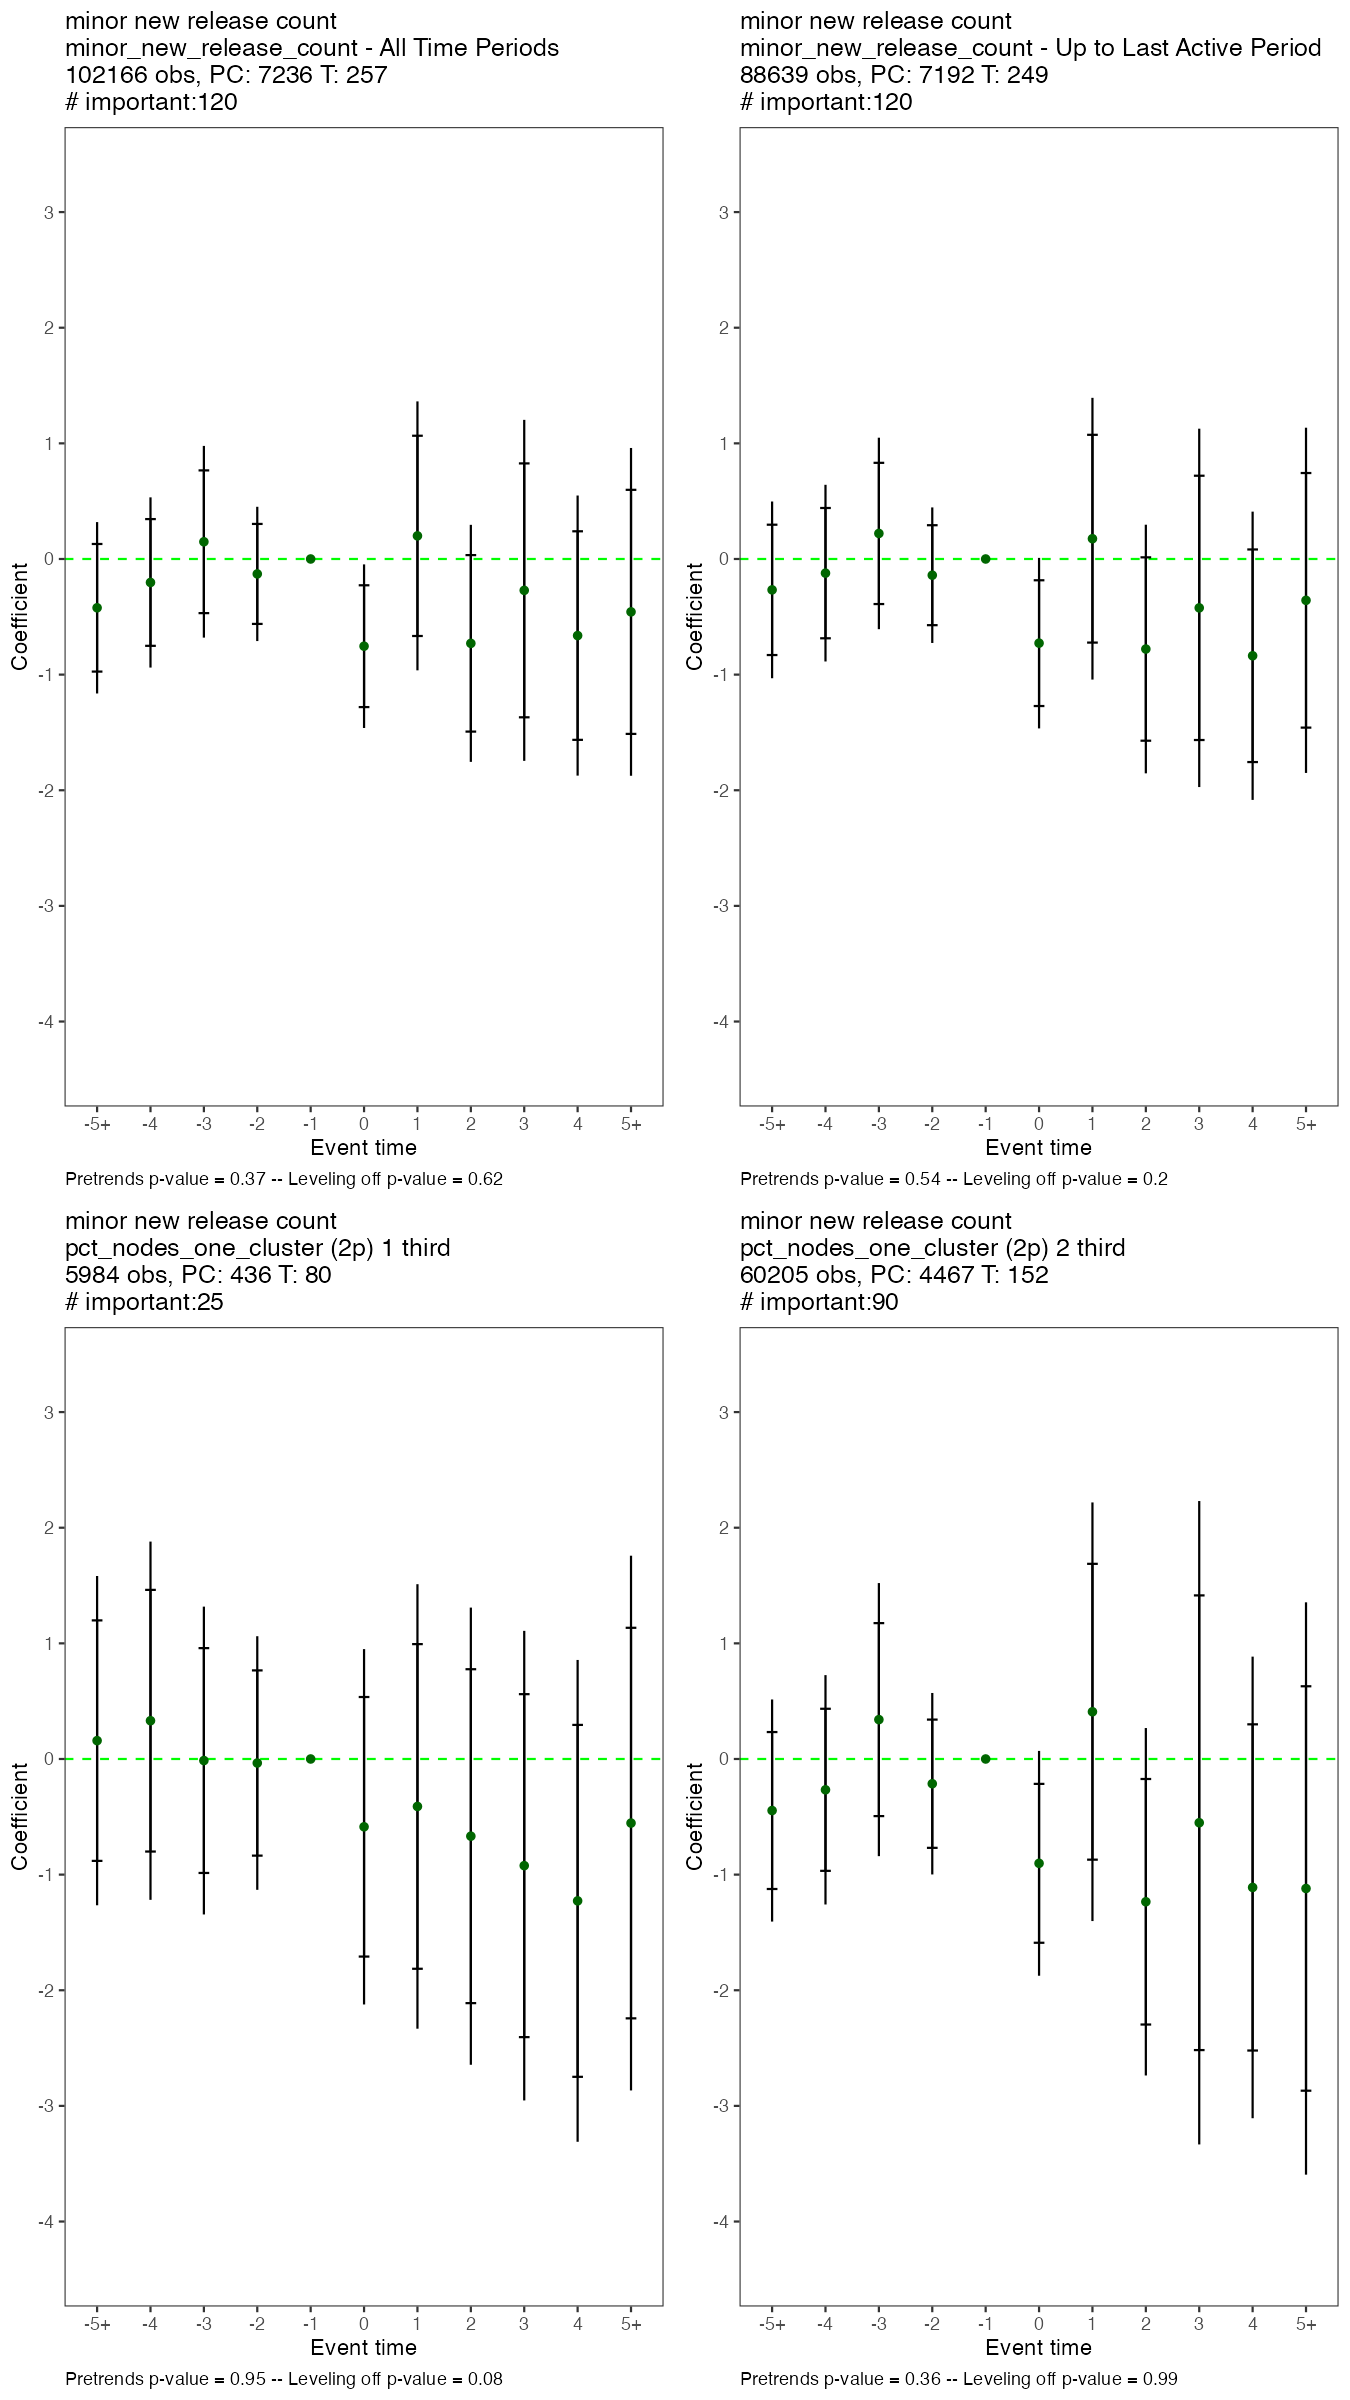 minor new release count
minor_new_release_count - All Time Periods
102166 obs, PC: 7236 T: 257
# important:120
3
2
1
0
-1
-2
-3
-4
Coefficient
-5+ -4 -3 -2 -1 0 1 2 3 4 5+
Event time
Pretrends p-value = 0.37 -- Leveling off p-value = 0.62
minor new release count
minor_new_release_count - Up to Last Active Period
88639 obs, PC: 7192 T: 249
# important:120
3
2
1
0
-1
-2
-3
-4
Coefficient
-5+ -4 -3 -2 -1 0 1 2 3 4 5+
Event time
Pretrends p-value = 0.54 -- Leveling off p-value = 0.2
minor new release count
pct_nodes_one_cluster (2p) 1 third
5984 obs, PC: 436 T: 80
# important:25
3
2
1
0
-1
-2
-3
-4
Coefficient
-5+ -4 -3 -2 -1 0 1 2 3 4 5+
Event time
Pretrends p-value = 0.95 -- Leveling off p-value = 0.08
minor new release count
pct_nodes_one_cluster (2p) 2 third
60205 obs, PC: 4467 T: 152
# important:90
3
2
1
0
-1
-2
-3
-4
Coefficient
-5+ -4 -3 -2 -1 0 1 2 3 4 5+
Event time
Pretrends p-value = 0.36 -- Leveling off p-value = 0.99